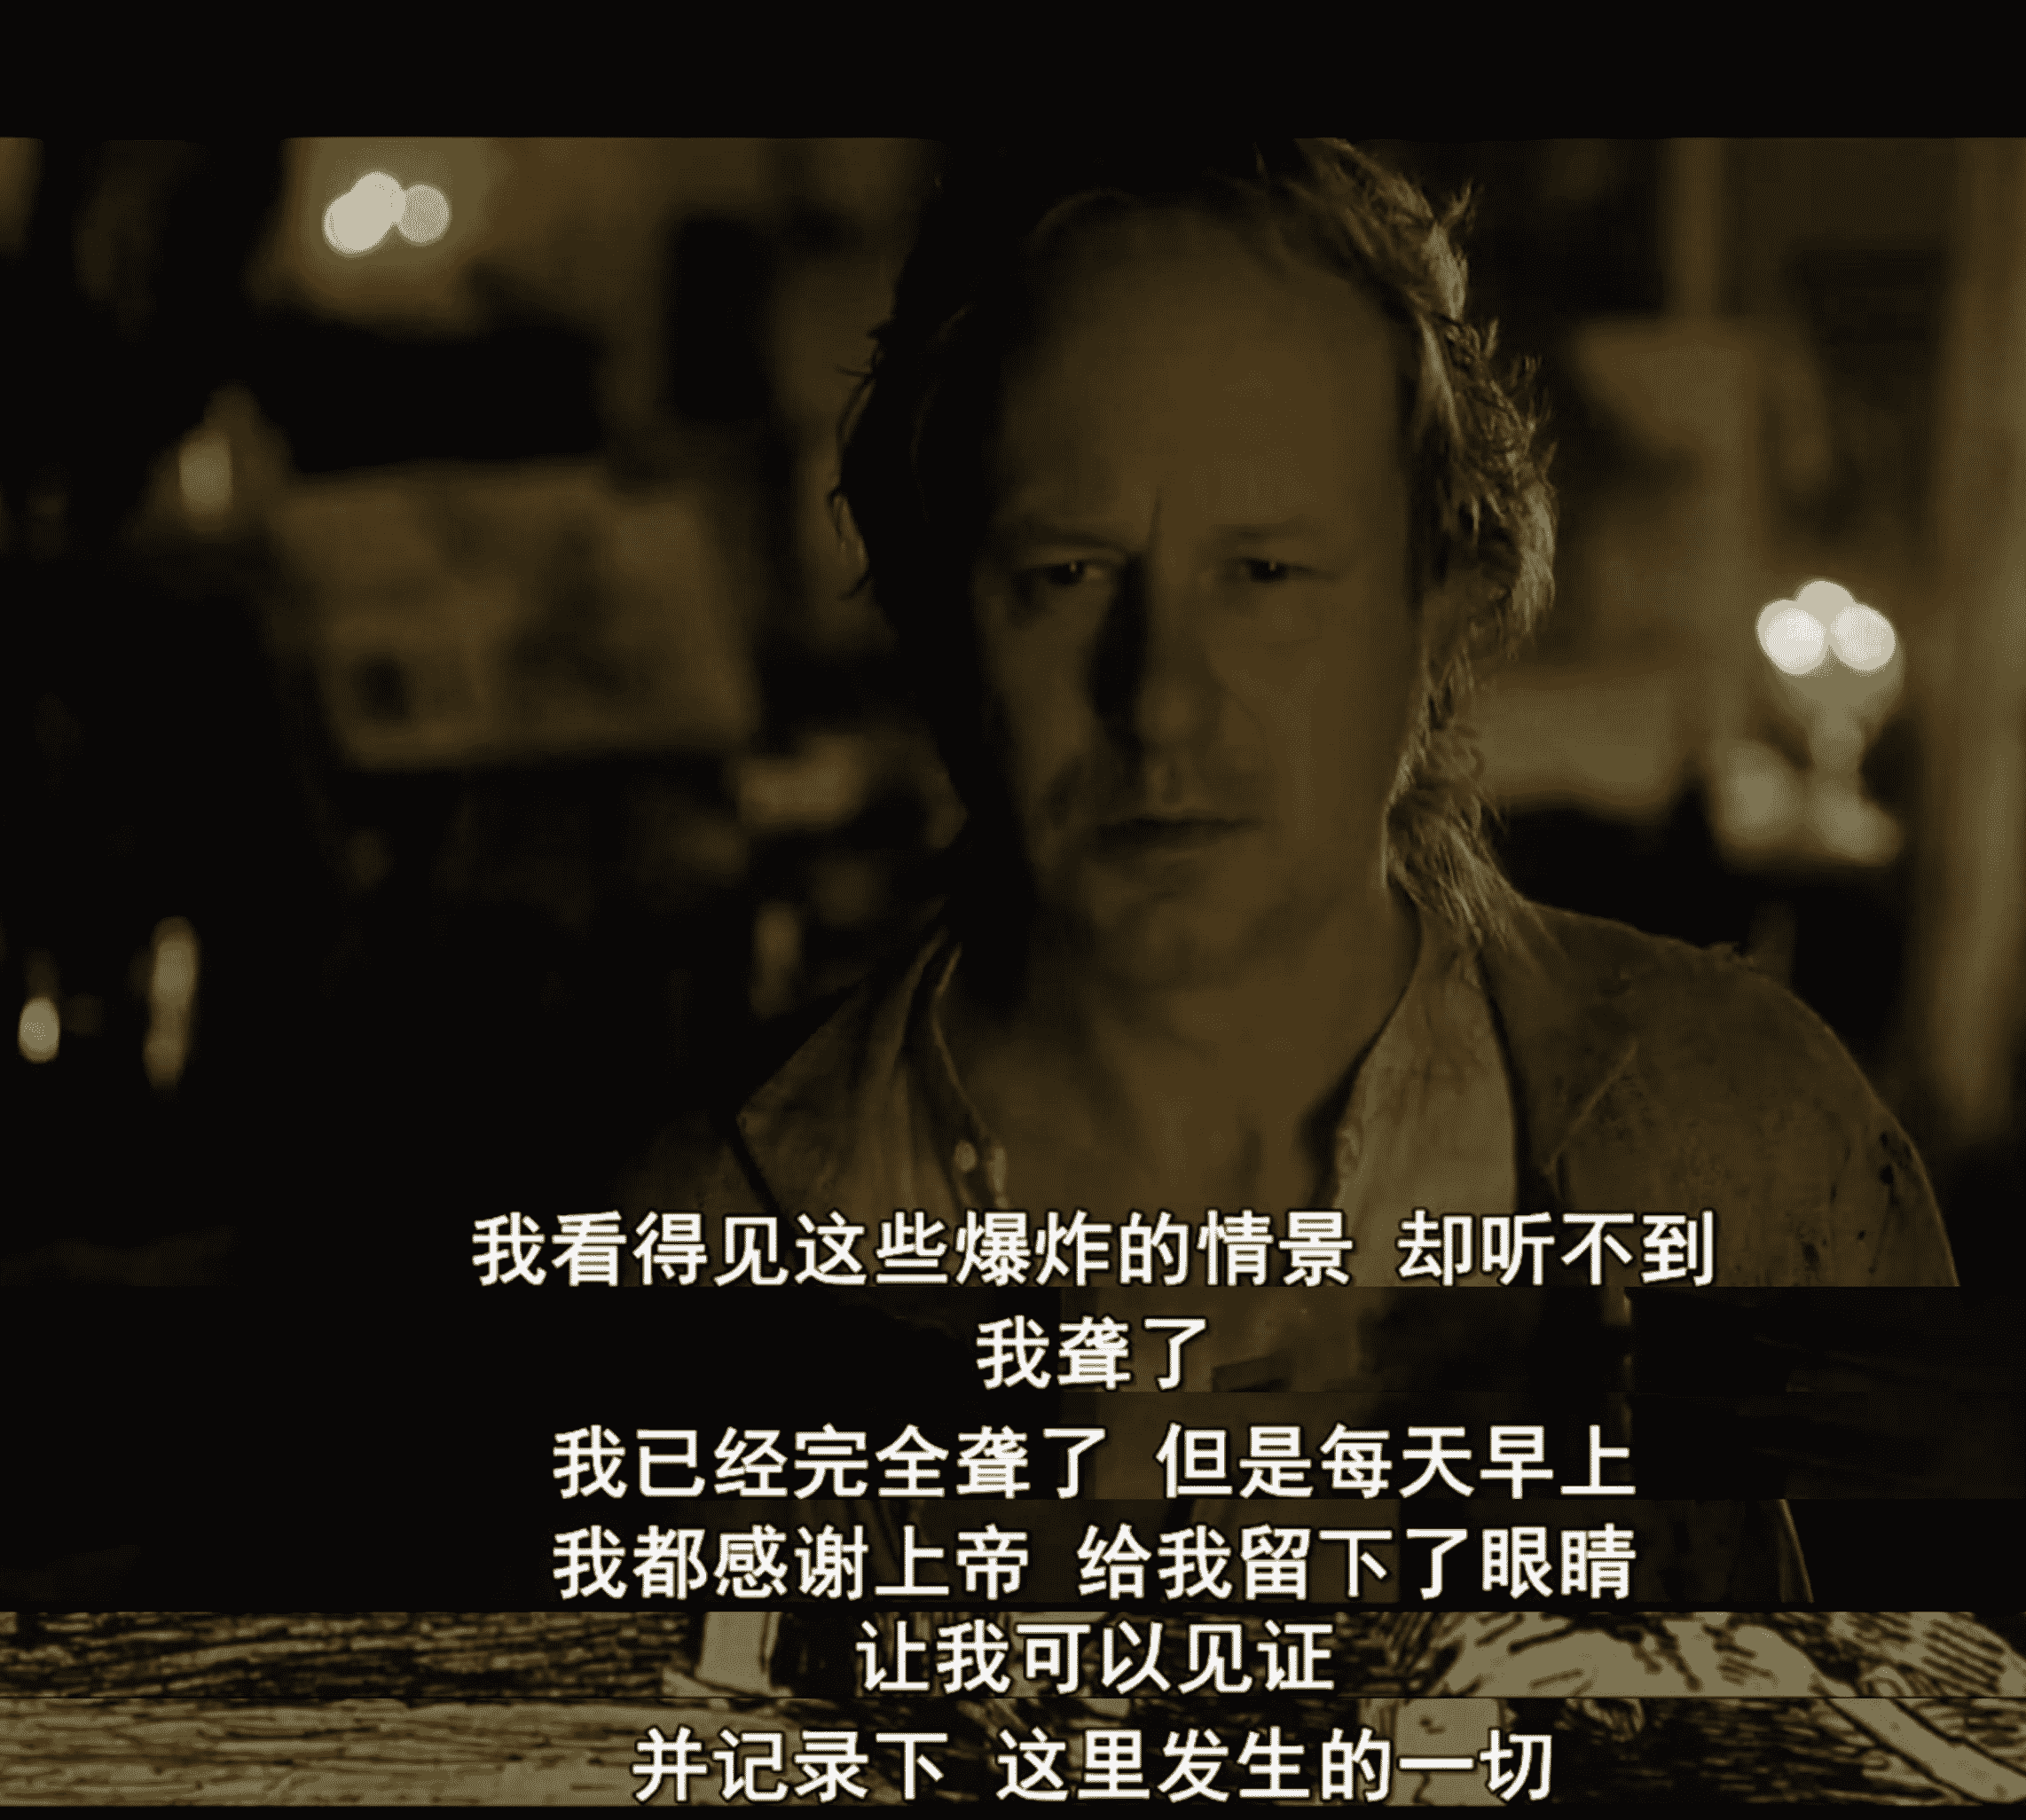 我看得见这些爆炸的情景 却听不到
我聋了
我已经完全聋了 但是每天早上
我都感谢上帝 给我留下了眼睛
让我可以见证
并记录下 这里发生的一切